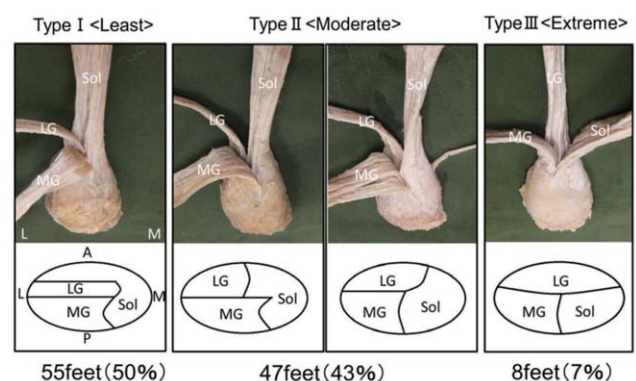 Type Ⅰ <Least>
Type Ⅱ <Moderate>
Type Ⅲ <Extreme>
Sol
LG
MG
L
M
Sol
LG
MG
Sol
LG
MG
LG
MG
Sol
A
L
LG
MG
Sol
M
P
LG
MG
Sol
LG
MG
Sol
LG
MG
Sol
55feet(50%)
47feet(43%)
8feet(7%)